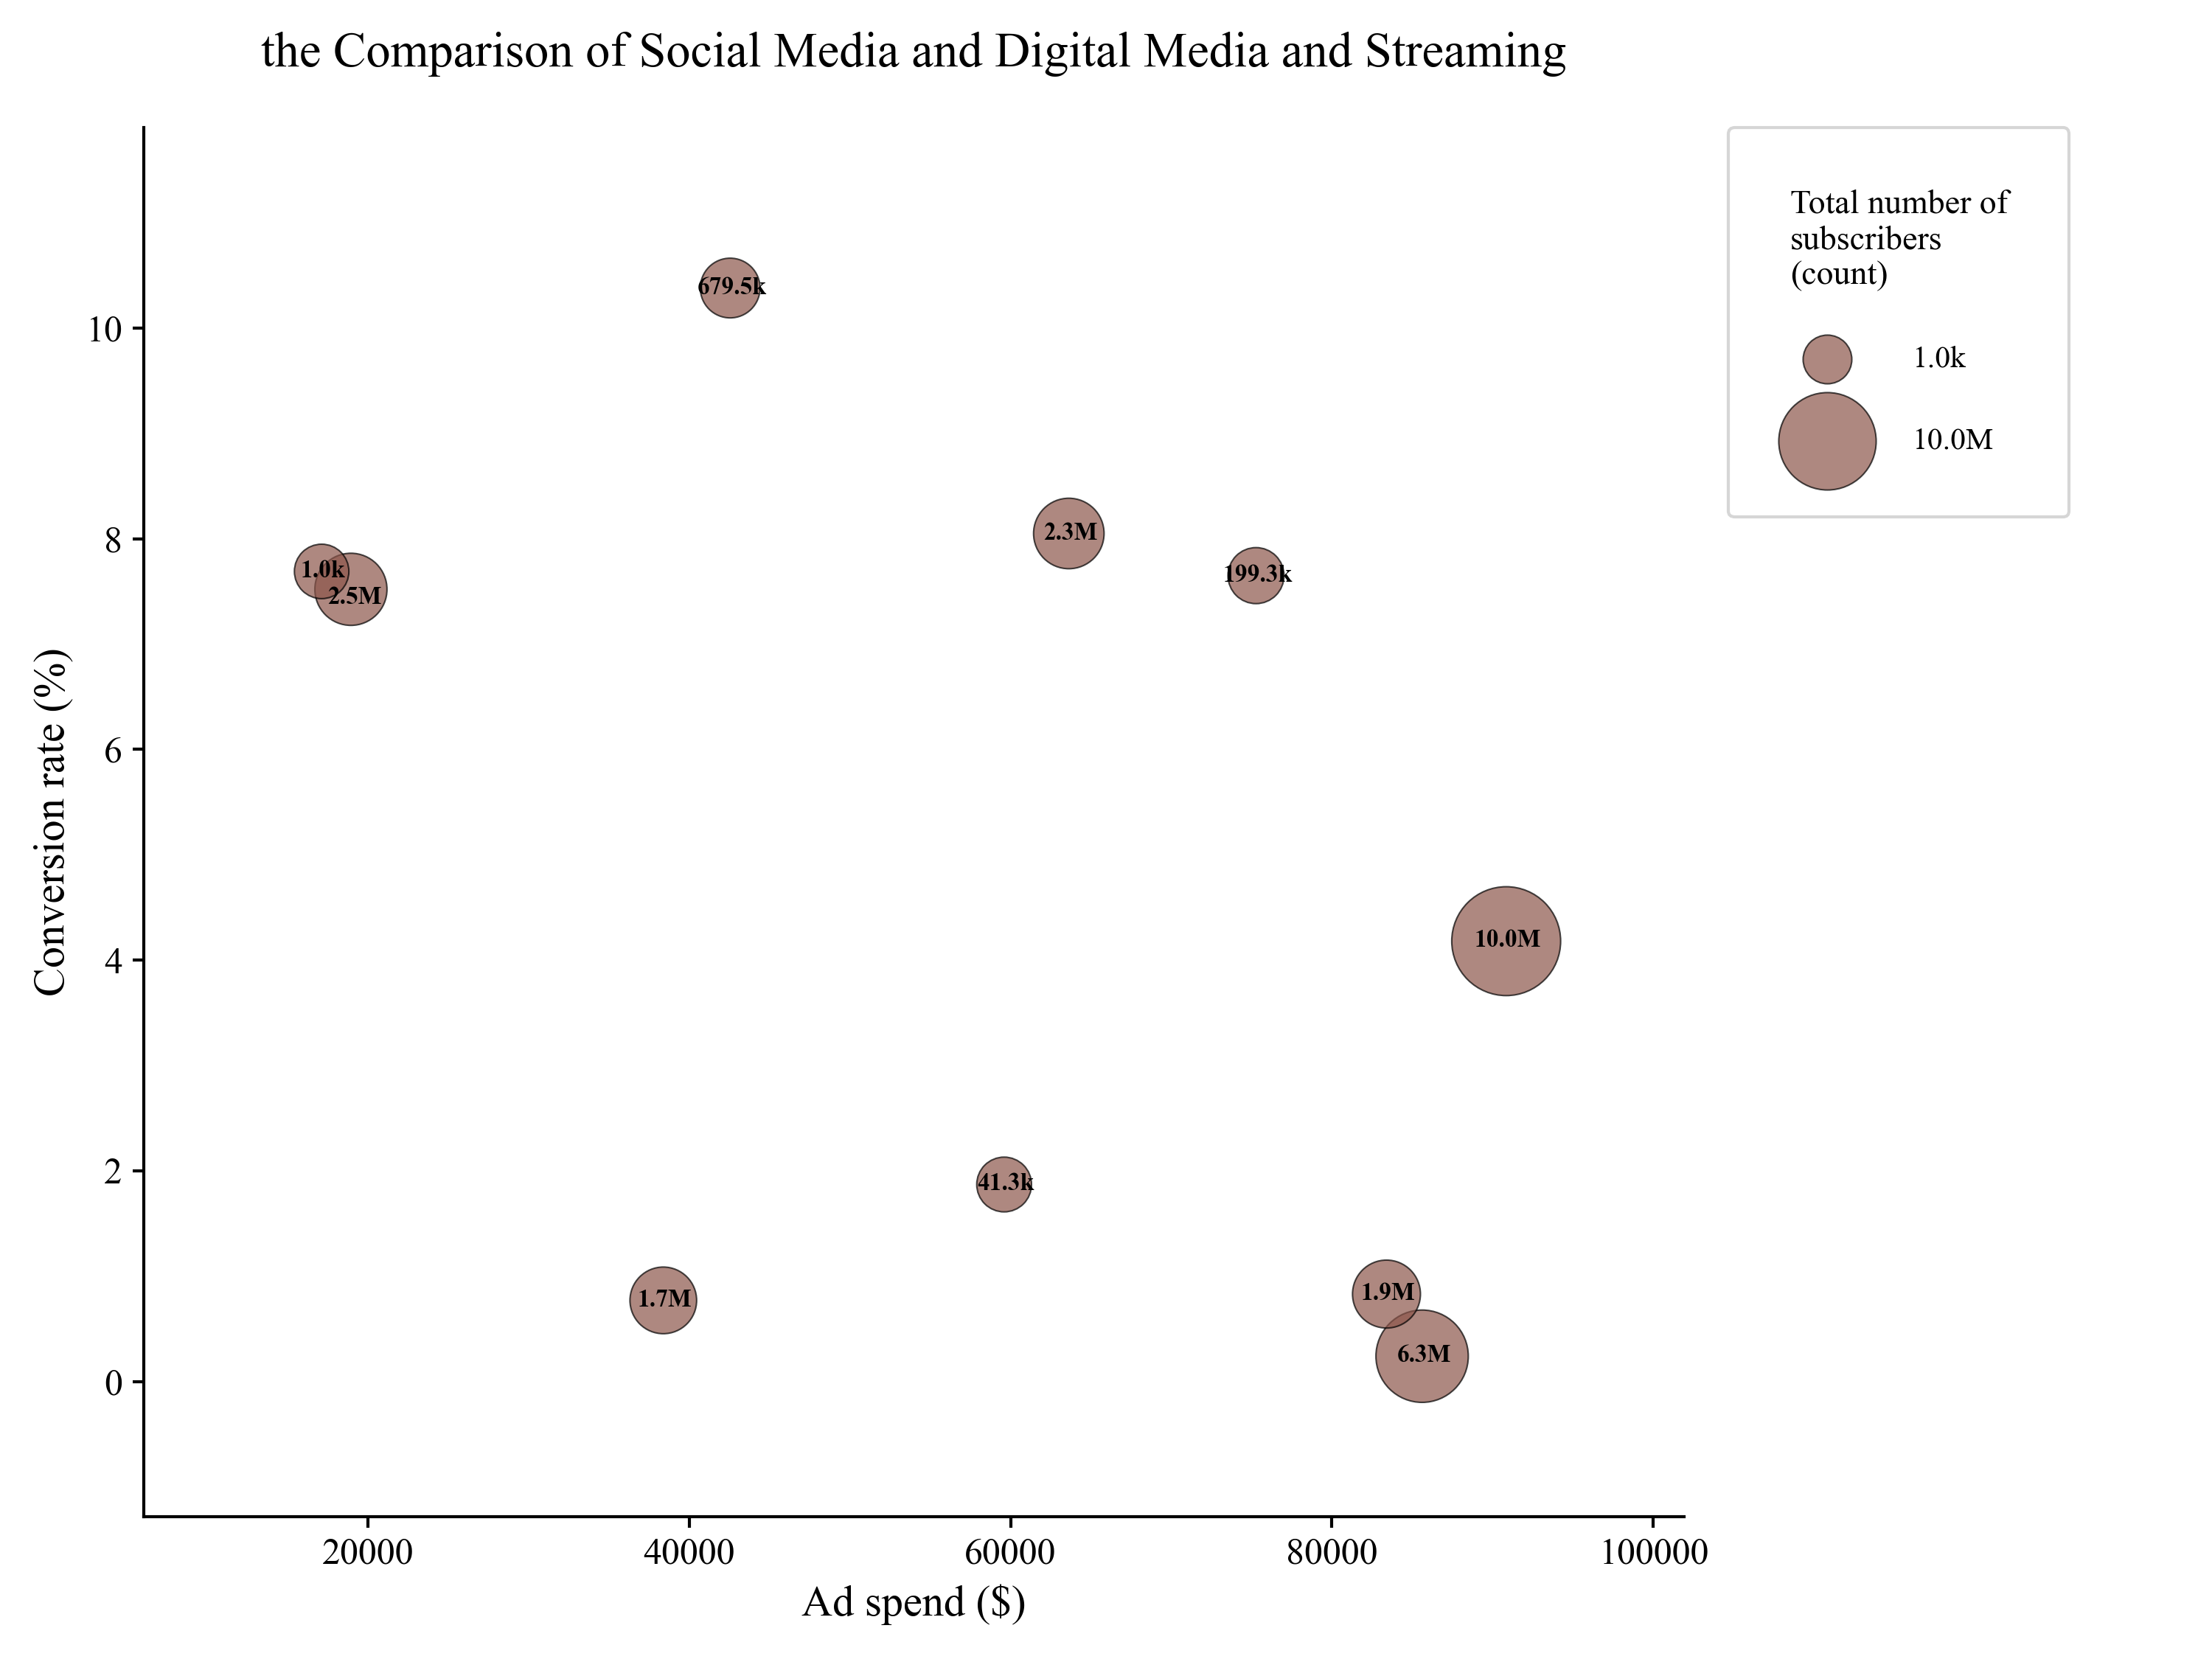 the Comparison of Social Media and Digital Media and Streaming
Total number of
subscribers
(count)
1.0k
10.0M
Conversion rate (%)
10
8
6
4
2
0
679.5k
2.3M
199.3k
1.0k
2.5M
10.0M
41.3k
1.7M
1.9M
6.3M
20000 40000 60000 80000 100000
Ad spend ($)